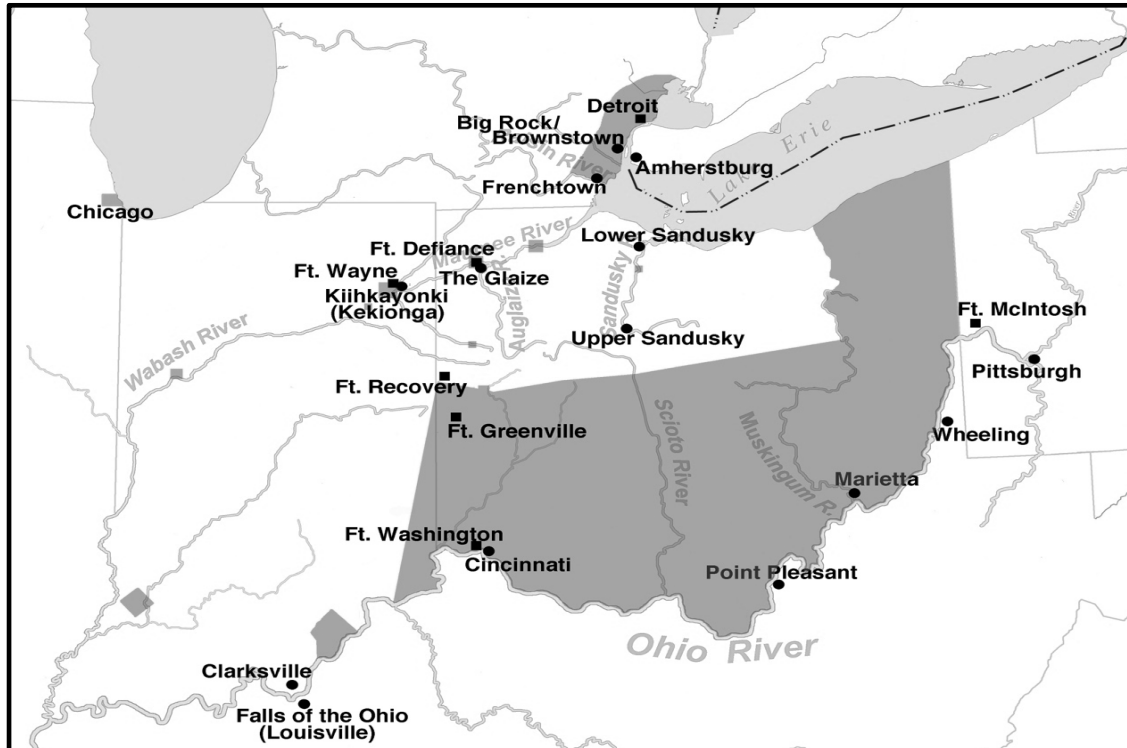 Detroit
Big Rock/
Brownstown
Amherstburg
Frenchtown
Lake Erie
Chicago
River
Lower Sandusky
River
Ft. Defiance
The Glaize
Ft. Wayne
Kiihkayonki
(Kekionga)
Auglaize R.
Sandusky
Ft. McIntosh
Upper Sandusky
Wabash River
Pittsburgh
Ft. Recovery
Ft. Greenville
Scioto River
Muskingum R.
Wheeling
Marietta
Ft. Washington
Cincinnati
Point Pleasant
Ohio River
Clarksville
Falls of the Ohio
(Louisville)